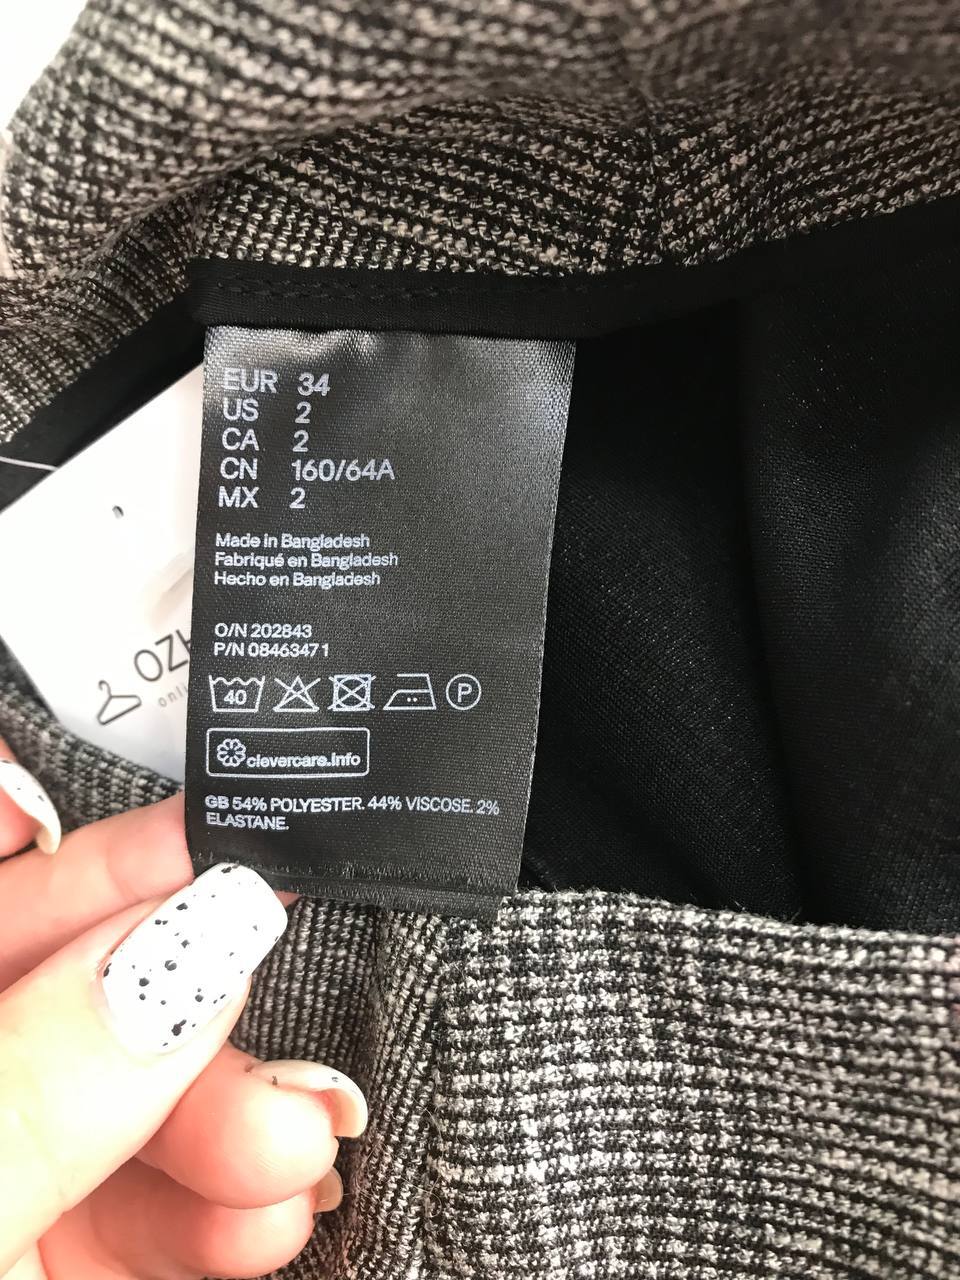 EUR 34
US 2
CA 2
CN 160/64A
MX 2
Made in Bangladesh
Fabriqué en Bangladesh
Hecho en Bangladesh
O/N 202843
P/N 08463471
40
P
clevercare.info
GB 54% POLYESTER. 44% VISCOSE. 2%
ELASTANE.